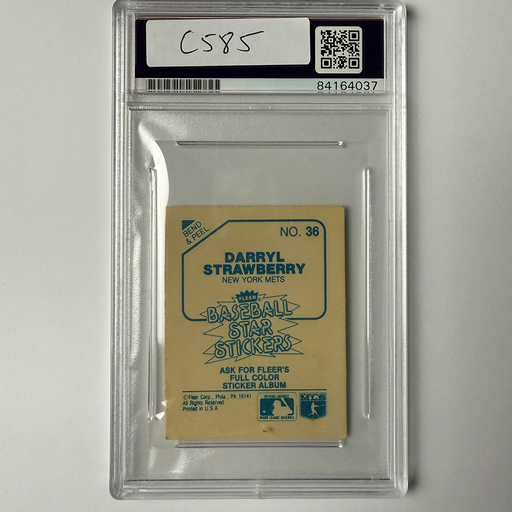 C585
84164037
BEND
& PEEL
NO. 36
DARRYL
STRAWBERRY
NEW YORK METS
FLEER
BASEBALL
STAR
STICKERS
ASK FOR FLEER'S
FULL COLOR
STICKER ALBUM
© Fleer Corp., Phila., PA 19141
All Rights Reserved
Printed in U.S.A.